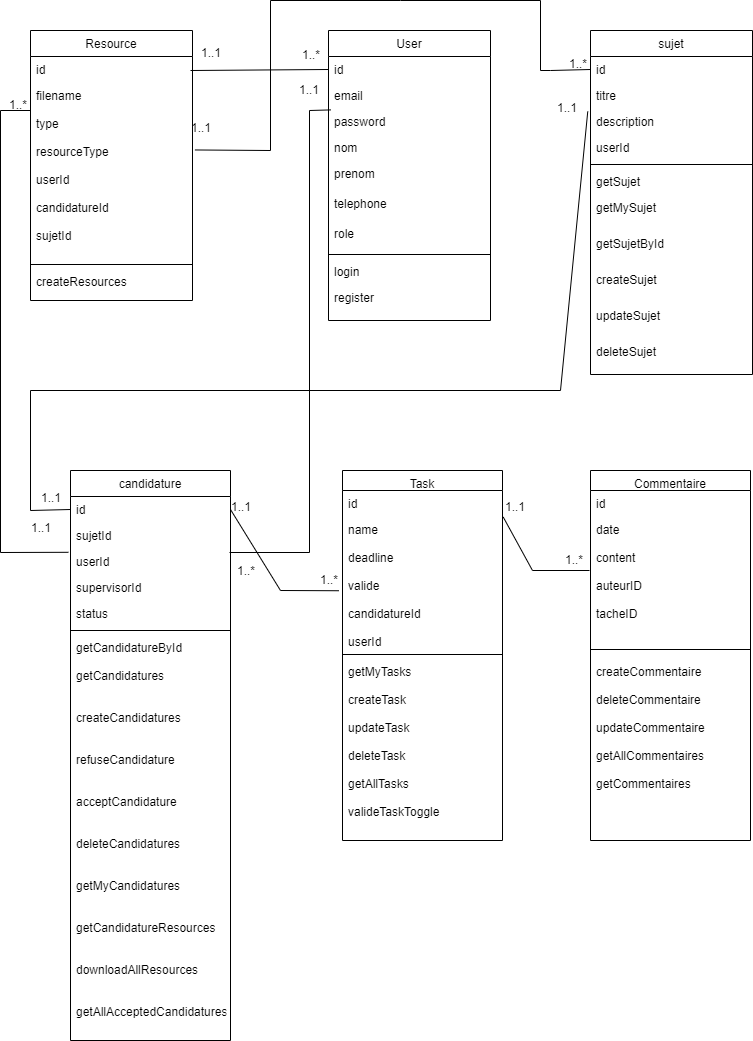 Resource
id
filename
type
resourceType
userId
candidatureId
sujetId
createResources
1..1
1..*
1..*
1..1
1..1
User
id
email
password
nom
prenom
telephone
role
login
register
sujet
id
titre
description
userId
getSujet
getMySujet
getSujetById
createSujet
updateSujet
deleteSujet
1..*
1..1
candidature
id
sujetId
userId
supervisorId
status
getCandidatureById
getCandidatures
createCandidatures
refuseCandidature
acceptCandidature
deleteCandidatures
getMyCandidatures
getCandidatureResources
downloadAllResources
getAllAcceptedCandidatures
1..1
1..1
1..1
1..*
1..*
Task
id
name
deadline
valide
candidatureId
userId
getMyTasks
createTask
updateTask
deleteTask
getAllTasks
valideTaskToggle
1..1
1..*
Commentaire
id
date
content
auteurID
tacheID
createCommentaire
deleteCommentaire
updateCommentaire
getAllCommentaires
getCommentaires